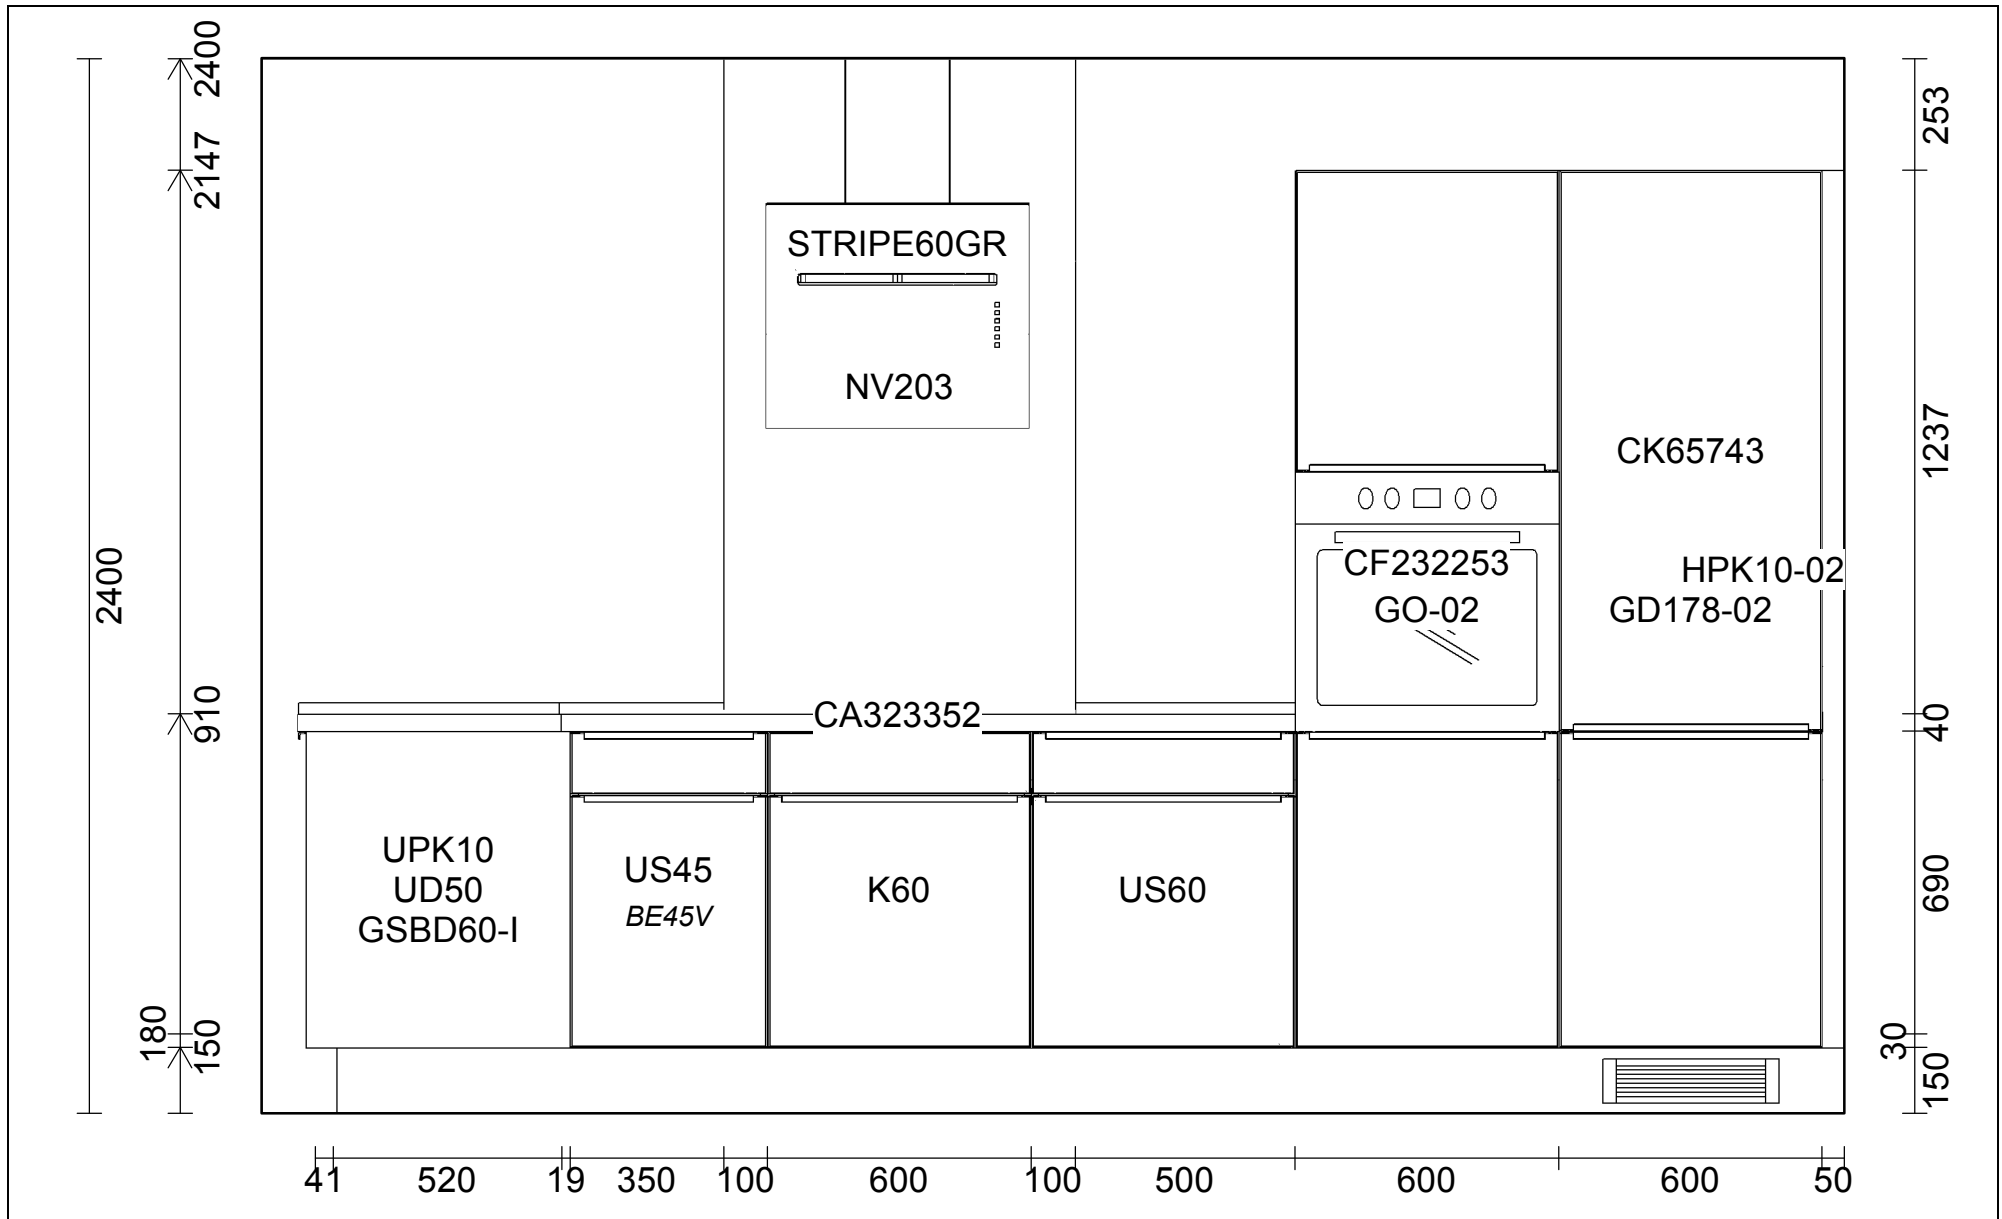 2400
2147
2400
910
180
150
STRIPE60GR
NV203
CK65743
CF232253
GO-02
HPK10-02
GD178-02
CA323352
UPK10
UD50
GSBD60-I
US45
BE45V
K60
US60
253
1237
40
690
30
150
41 520 19 350 100 600 100 500 600 600 50